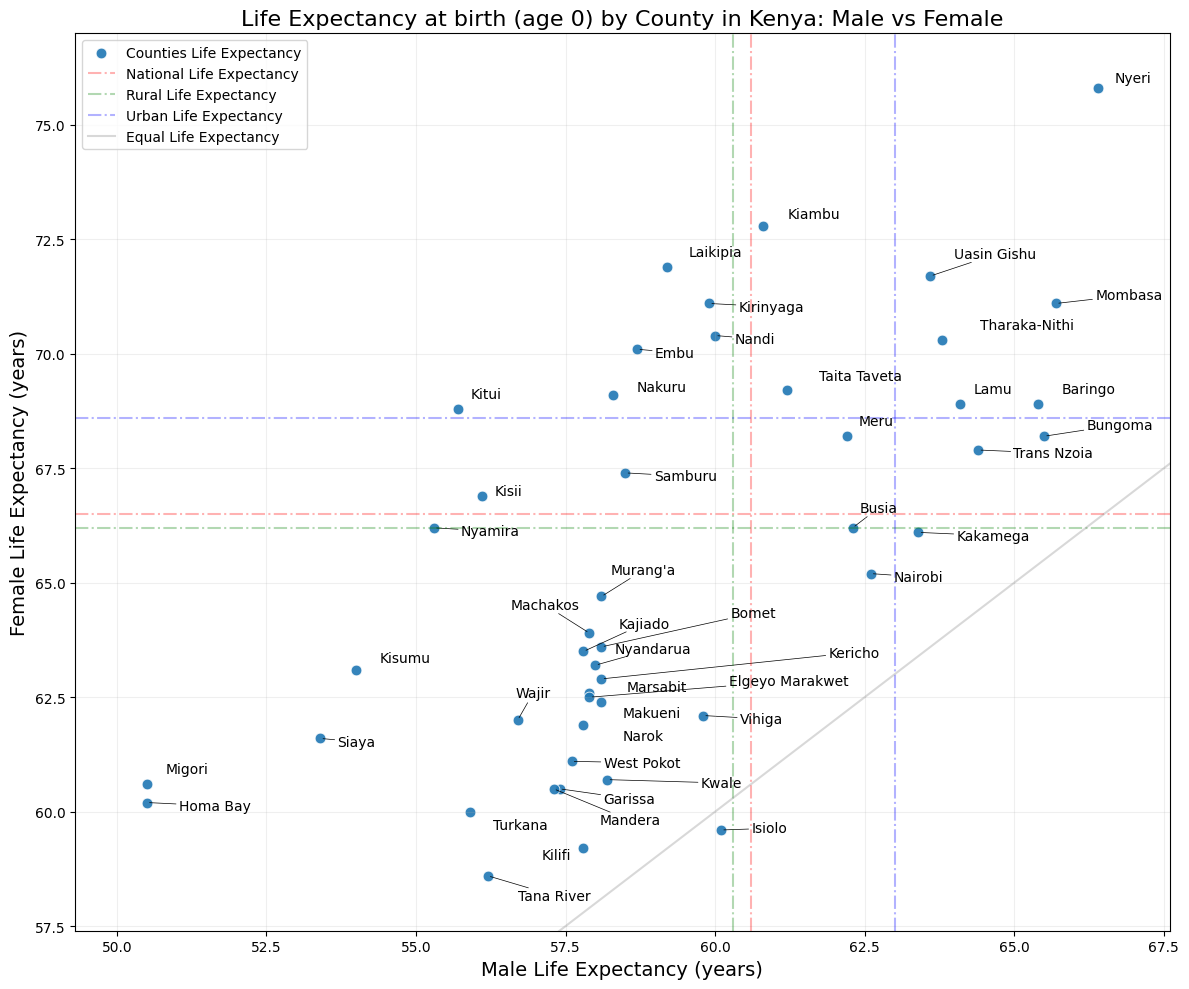 Life Expectancy at birth (age 0) by County in Kenya: Male vs Female
Counties Life Expectancy
National Life Expectancy
Rural Life Expectancy
Urban Life Expectancy
Equal Life Expectancy
Nyeri
75.0
Kiambu
72.5
Laikipia
Uasin Gishu
Mombasa
Kirinyaga
Tharaka-Nithi
Nandi
Embu
70.0
Taita Taveta
Nakuru
Lamu
Baringo
Kitui
Meru
Bungoma
Trans Nzoia
67.5
Samburu
Kisii
Busia
Nyamira
Kakamega
Murang'a
Nairobi
65.0
Machakos
Bomet
Kajiado
Nyandarua
Kericho
Kisumu
Elgeyo Marakwet
Marsabit
Wajir
62.5
Makueni
Vihiga
Narok
Siaya
West Pokot
Migori
Kwale
Garissa
Homa Bay
60.0
Mandera
Turkana
Isiolo
Kilifi
Tana River
57.5
Female Life Expectancy (years)
50.0 52.5 55.0 57.5 60.0 62.5 65.0 67.5
Male Life Expectancy (years)